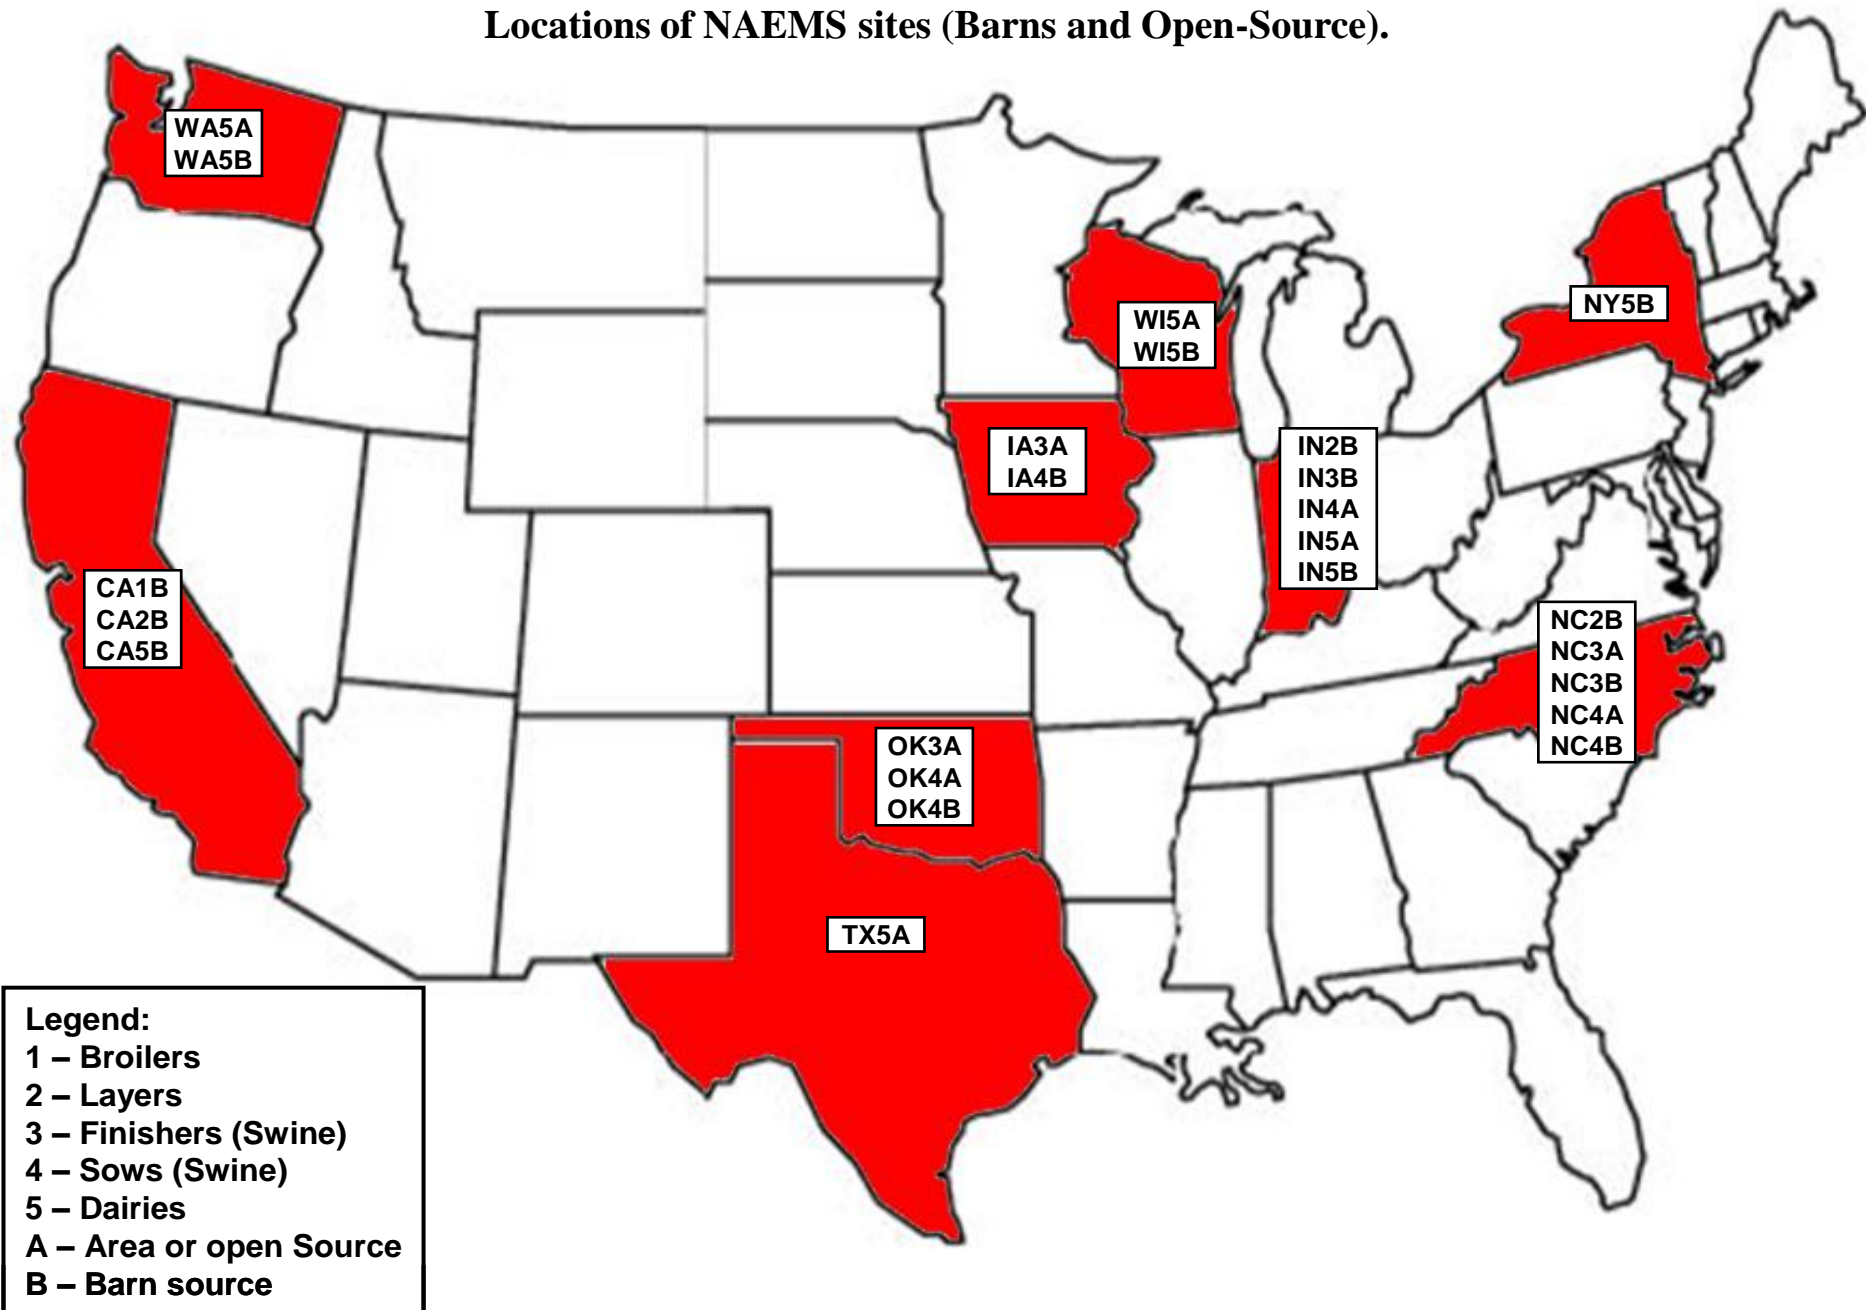 Locations of NAEMS sites (Barns and Open-Source).
WA5A
WA5B
NY5B
WI5A
WI5B
IA3A
IA4B
IN2B
IN3B
IN4A
IN5A
IN5B
CA1B
CA2B
CA5B
NC2B
NC3A
NC3B
NC4A
NC4B
OK3A
OK4A
OK4B
TX5A
Legend:
1 – Broilers
2 – Layers
3 – Finishers (Swine)
4 – Sows (Swine)
5 – Dairies
A – Area or open Source
B – Barn source